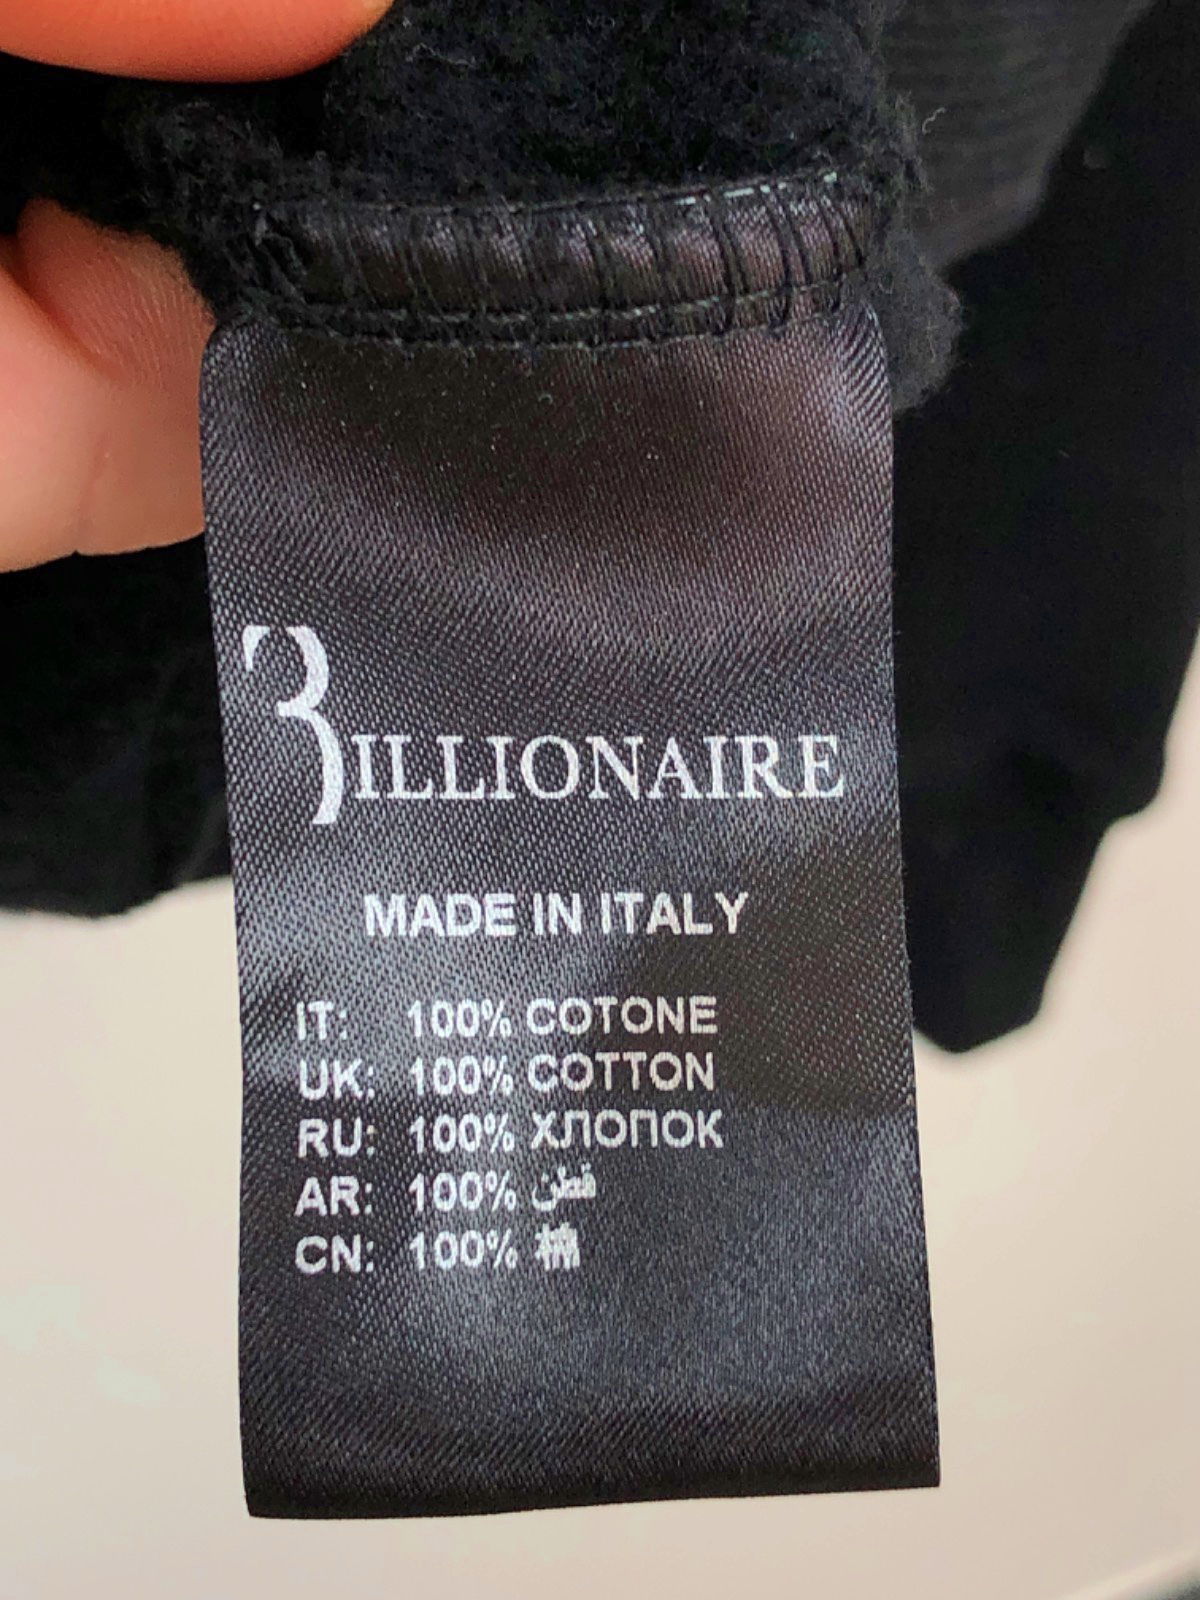 BILLIONAIRE
MADE IN ITALY
IT: 100% COTONE
UK: 100% COTTON
RU: 100% ХЛОПОК
AR: 100% قطن
CN: 100% 棉